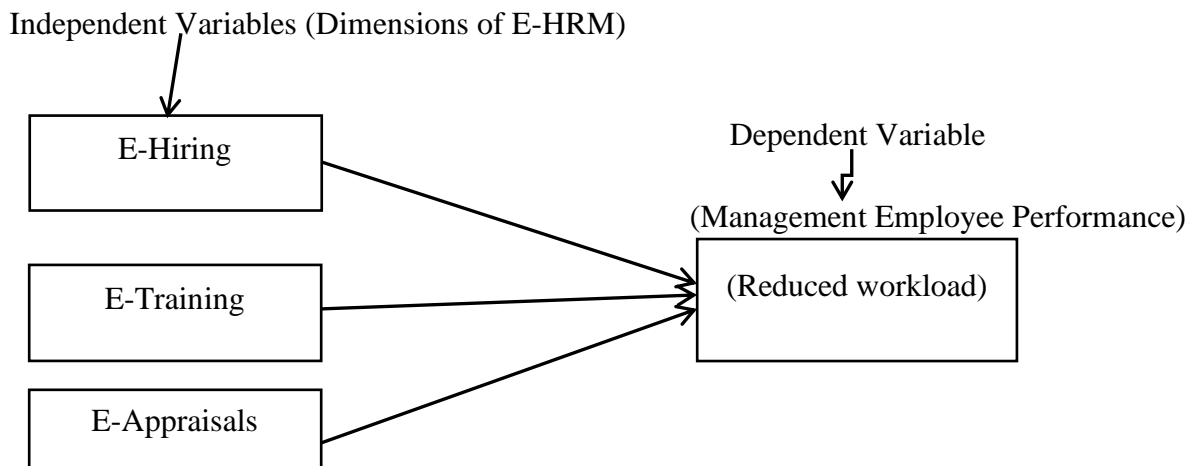 Independent Variables (Dimensions of E-HRM)
E-Hiring
Dependent Variable
(Management Employee Performance)
E-Training
(Reduced workload)
E-Appraisals